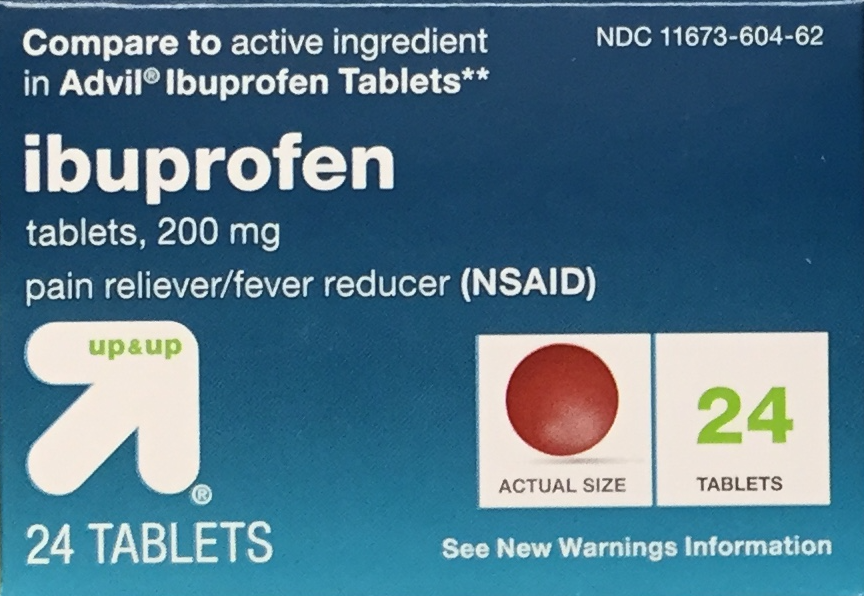 Compare to active ingredient
in Advil® Ibuprofen Tablets**
NDC 11673-604-62
ibuprofen
tablets, 200 mg
pain reliever/fever reducer (NSAID)
up&up
®
24 TABLETS
ACTUAL SIZE
24
TABLETS
See New Warnings Information